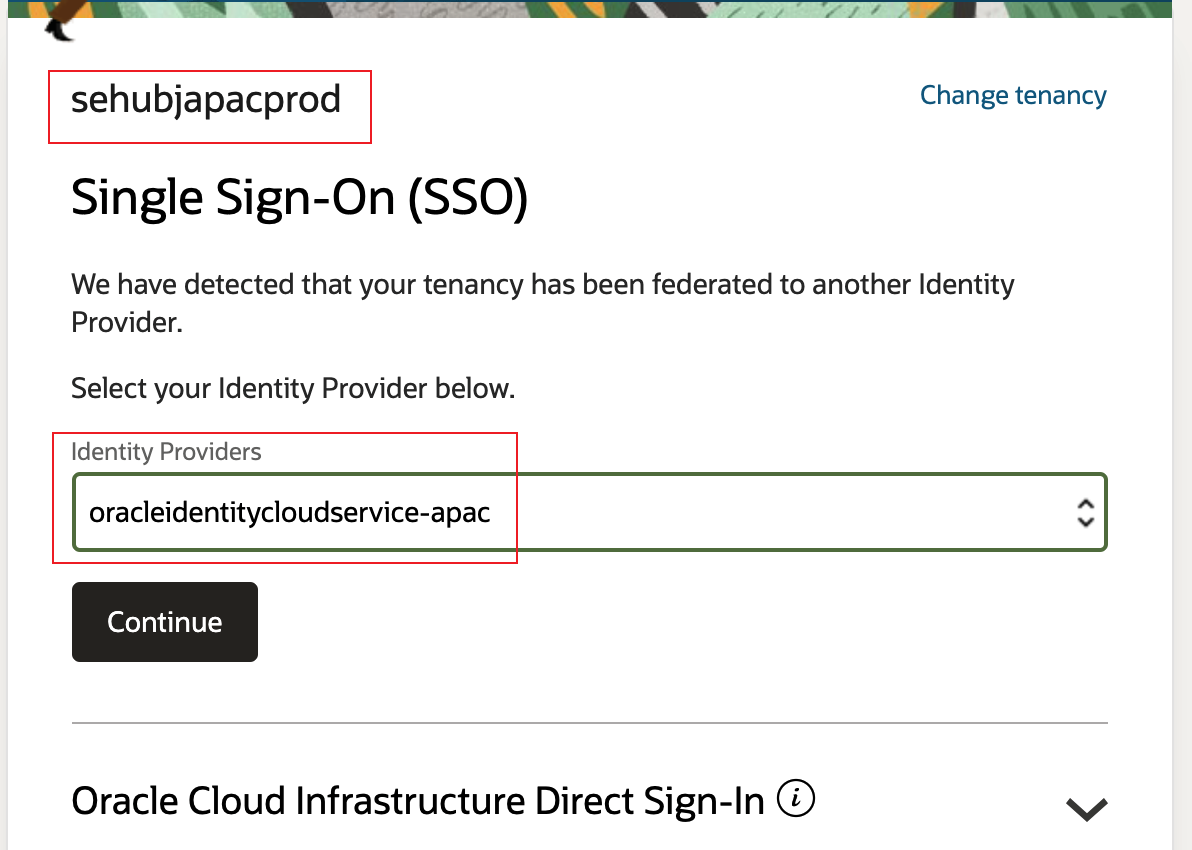 sehubjapacprod
Change tenancy
Single Sign-On (SSO)
We have detected that your tenancy has been federated to another Identity
Provider.
Select your Identity Provider below.
Identity Providers
oracleidentitycloudservice-apac
Continue
Oracle Cloud Infrastructure Direct Sign-In